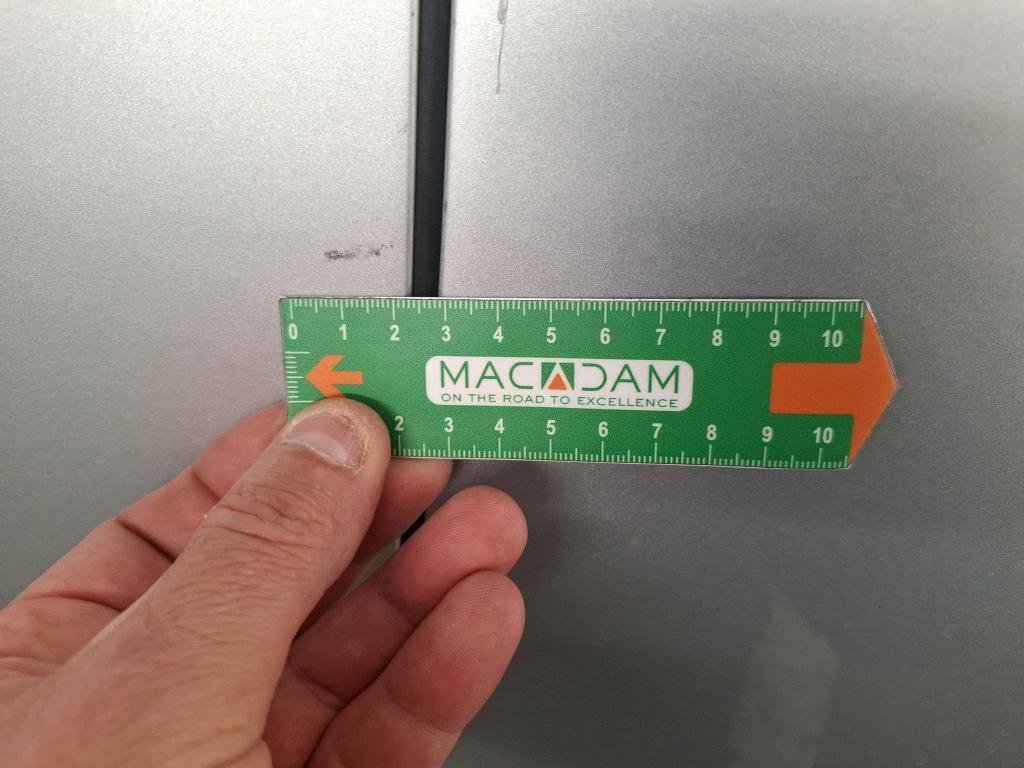 0 1 2 3 4 5 6 7 8 9 10
MACADAM
ON THE ROAD TO EXCELLENCE
2 3 4 5 6 7 8 9 10